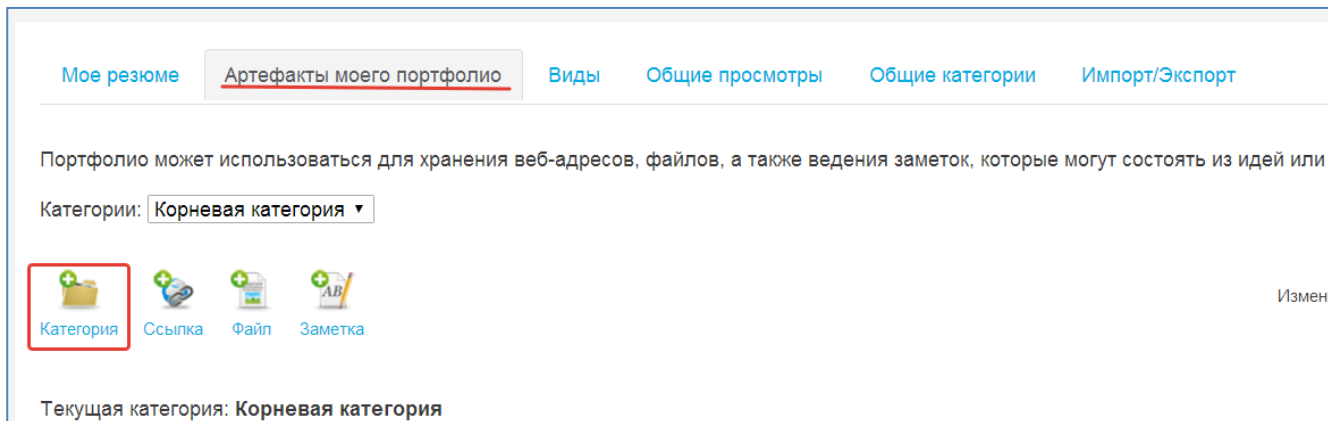 Мое резюме Артефакты моего портфолио Виды Общие просмотры Общие категории Импорт/Экспорт
Портфолио может использоваться для хранения веб-адресов, файлов, а также ведения заметок, которые могут состоять из идей или
Категории: Корневая категория
Категория Ссылка Файл Заметка
Измен
Текущая категория: Корневая категория